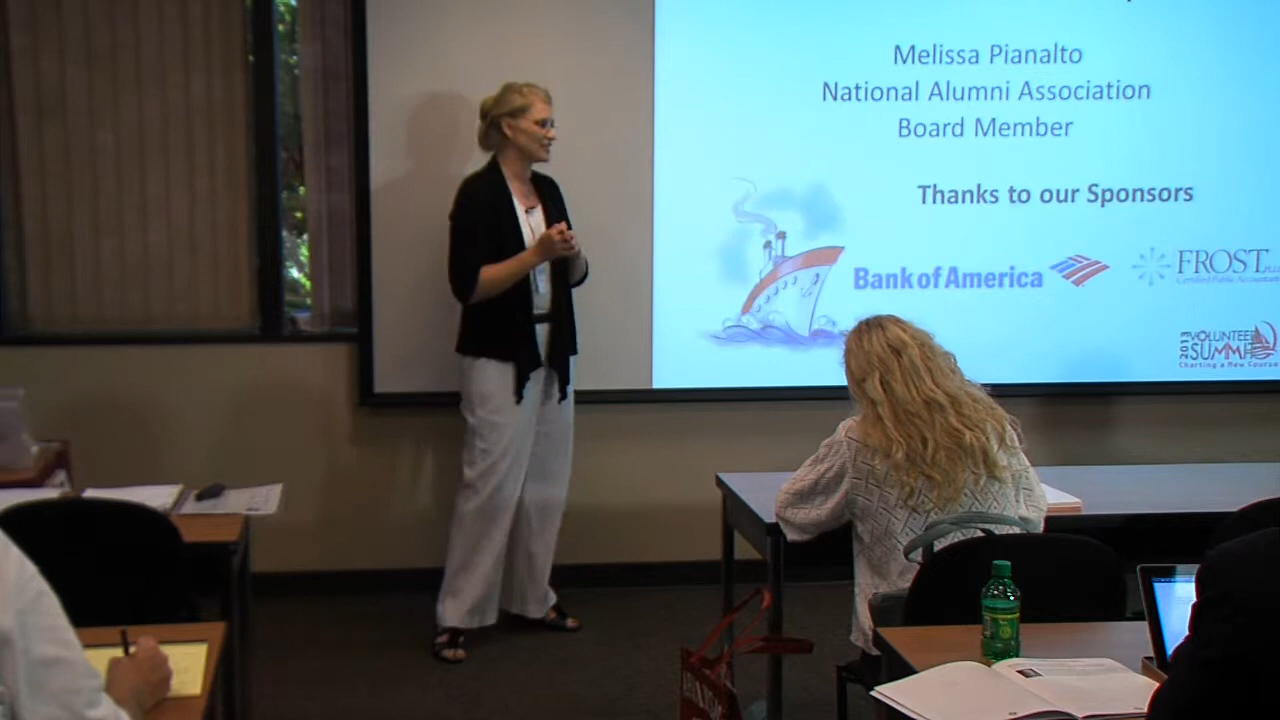 Melissa Pianalto
National Alumni Association
Board Member
Thanks to our Sponsors
Bank of America
FROST, PLLC
Certified Public Accountants
2013 VOLUNTEER
SUMMIT
Charting a New Course